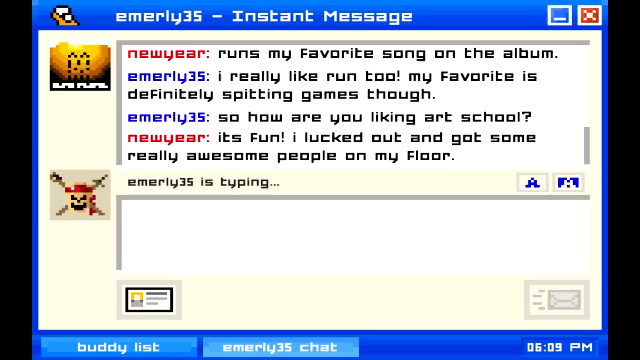 emerly35 - Instant Message
newyear: runs my favorite song on the album.
emerly35: i really like run too! my favorite is
definitely spitting games though.
emerly35: so how are you liking art school?
newyear: its fun! i lucked out and got some
really awesome people on my floor.
emerly35 is typing...
A
buddy list
emerly35 chat
06:09 PM